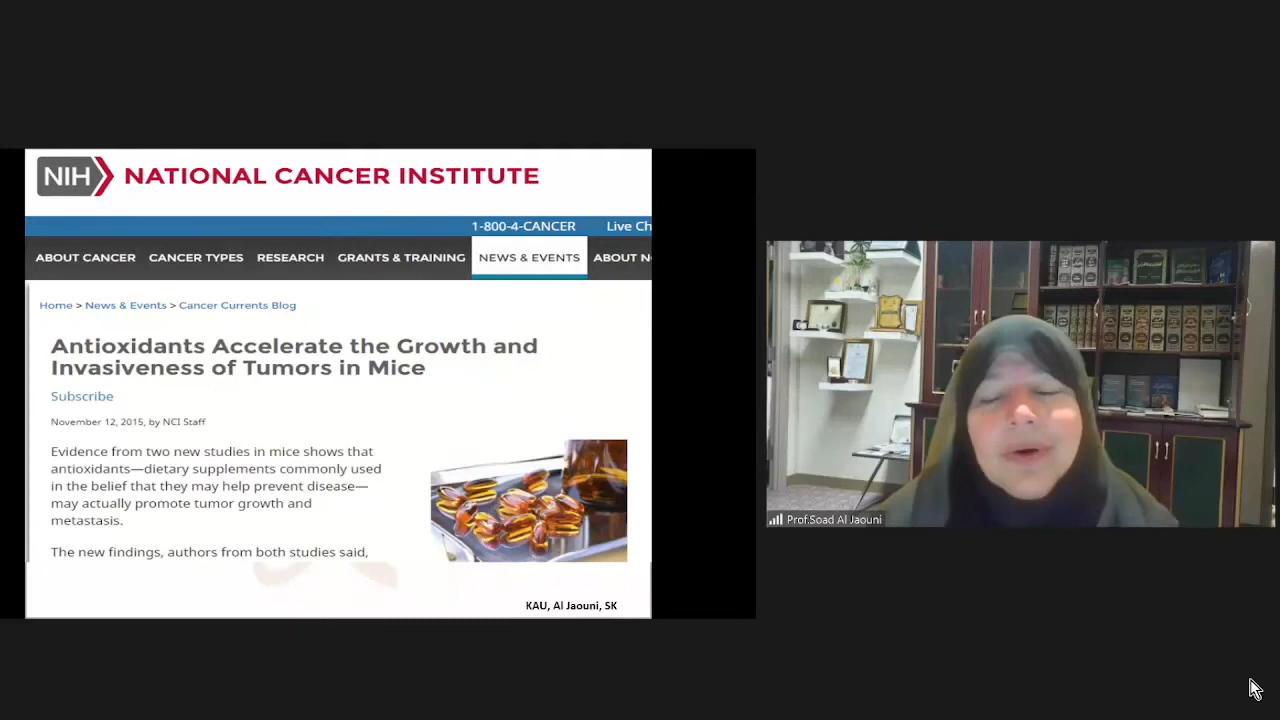 NIH NATIONAL CANCER INSTITUTE
1-800-4-CANCER Live Ch
ABOUT CANCER CANCER TYPES RESEARCH GRANTS & TRAINING NEWS & EVENTS ABOUT N
Home > News & Events > Cancer Currents Blog
Antioxidants Accelerate the Growth and
Invasiveness of Tumors in Mice
Subscribe
November 12, 2015, by NCI Staff
Evidence from two new studies in mice shows that
antioxidants—dietary supplements commonly used
in the belief that they may help prevent disease—
may actually promote tumor growth and
metastasis.
The new findings, authors from both studies said,
KAU, Al Jaouni, SK
Prof.Soad Al Jaouni